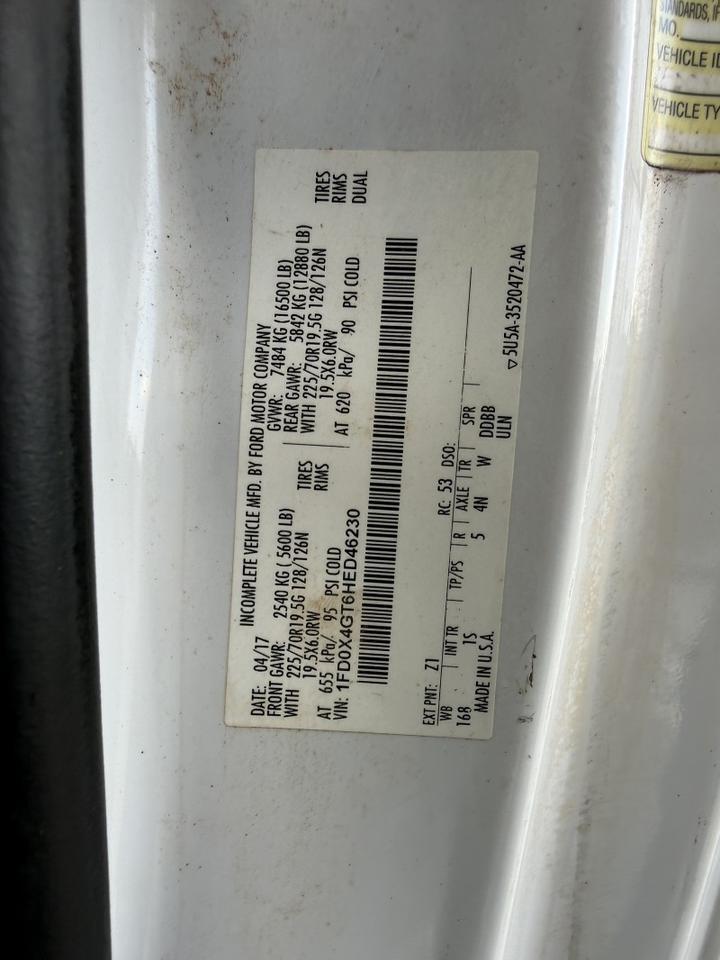 INCOMPLETE VEHICLE MFD. BY FORD MOTOR COMPANY
DATE: 04/17 GVWR: 7484 KG (16500 LB)
FRONT GAWR: 2540 KG ( 5600 LB) REAR GAWR: 5842 KG (12880 LB)
WITH 225/70R19.5G 128/126N TIRES WITH 225/70R19.5G 128/126N TIRES
19.5X6.0RW RIMS 19.5X6.0RW RIMS
AT 655 kPa/ 95 PSI COLD AT 620 kPa/ 90 PSI COLD DUAL
VIN: 1FD0X4GT6HED46230
EXT PNT: Z1 RC: 53 DSO:
WB INT TR TP/PS R AXLE TR SPR
168 1S 5 4N W DDBB
MADE IN U.S.A. ULN
▽5U5A-3520472-AA
STANDARDS, IF
MO.
VEHICLE ID
VEHICLE TY